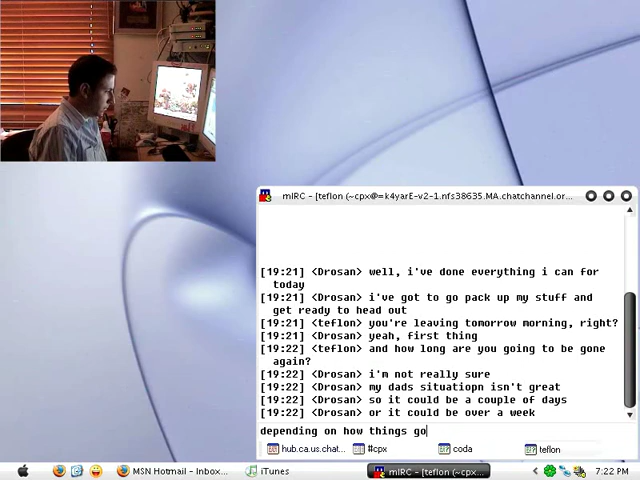 mIRC - [teflon (~cpx@=k4yarE-v2-1.nfs38635.MA.chatchannel.or...
[19:21] <Drosan> well, i've done everything i can for
today
[19:21] <Drosan> i've got to go pack up my stuff and
get ready to head out
[19:21] <teflon> you're leaving tomorrow morning, right?
[19:21] <Drosan> yeah, first thing
[19:22] <teflon> and how long are you going to be gone
again?
[19:22] <Drosan> i'm not really sure
[19:22] <Drosan> my dads situatiopn isn't great
[19:22] <Drosan> so it could be a couple of days
[19:22] <Drosan> or it could be over a week
depending on how things go
hub.ca.us.chat... #cpx coda teflon
MSN Hotmail - Inbox... iTunes mIRC - [teflon (~cpx... 7:22 PM